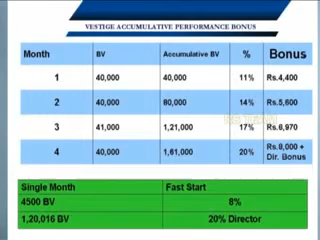 VESTIGE ACCUMULATIVE PERFORMANCE BONUS
Month BV Accumulative BV % Bonus
1 40,000 40,000 11% Rs.4,400
2 40,000 80,000 14% Rs.5,600
3 41,000 1,21,000 17% Rs.6,970
4 40,000 1,61,000 20% Rs.8,000 +
Dir. Bonus
Single Month Fast Start
4500 BV 8%
1,20,016 BV 20% Director